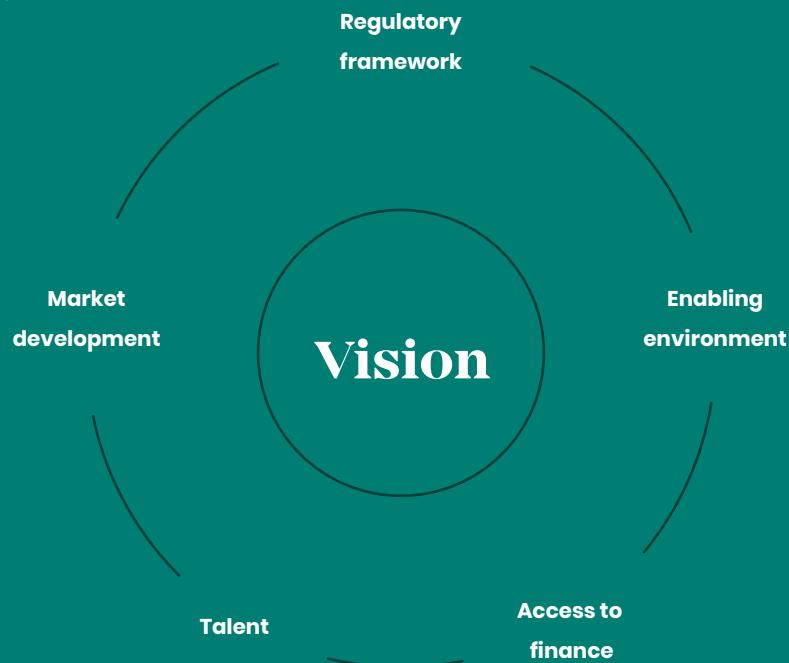 Regulatory
framework
Enabling
environment
Market
development
Vision
Access to
finance
Talent